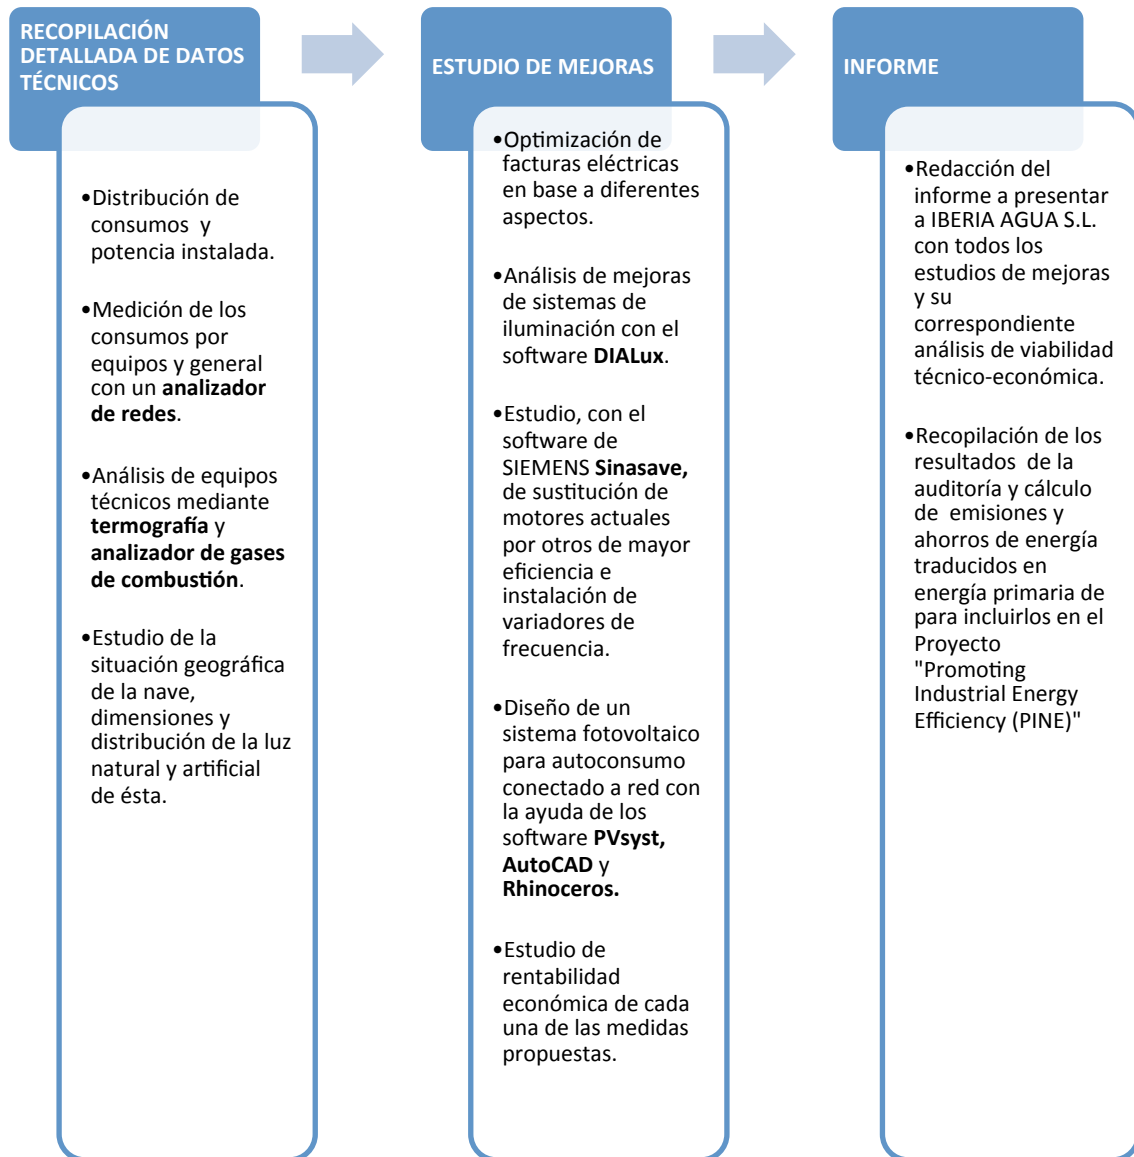 RECOPILACIÓN
DETALLADA DE DATOS
TÉCNICOS
•Distribución de
consumos y
potencia instalada.
•Medición de los
consumos por
equipos y general
con un analizador
de redes.
•Análisis de equipos
técnicos mediante
termografía y
analizador de gases
de combustión.
•Estudio de la
situación geográfica
de la nave,
dimensiones y
distribución de la luz
natural y artificial
de ésta.
ESTUDIO DE MEJORAS
•Optimización de
facturas eléctricas
en base a diferentes
aspectos.
•Análisis de mejoras
de sistemas de
iluminación con el
software DIALux.
•Estudio, con el
software de
SIEMENS Sinasave,
de sustitución de
motores actuales
por otros de mayor
eficiencia e
instalación de
variadores de
frecuencia.
•Diseño de un
sistema fotovoltaico
para autoconsumo
conectado a red con
la ayuda de los
software PVsyst,
AutoCAD y
Rhinoceros.
•Estudio de
rentabilidad
económica de cada
una de las medidas
propuestas.
INFORME
•Redacción del
informe a presentar
a IBERIA AGUA S.L.
con todos los
estudios de mejoras
y su
correspondiente
análisis de viabilidad
técnico-económica.
•Recopilación de los
resultados de la
auditoría y cálculo
de emisiones y
ahorros de energía
traducidos en
energía primaria de
para incluirlos en el
Proyecto
"Promoting
Industrial Energy
Efficiency (PINE)"